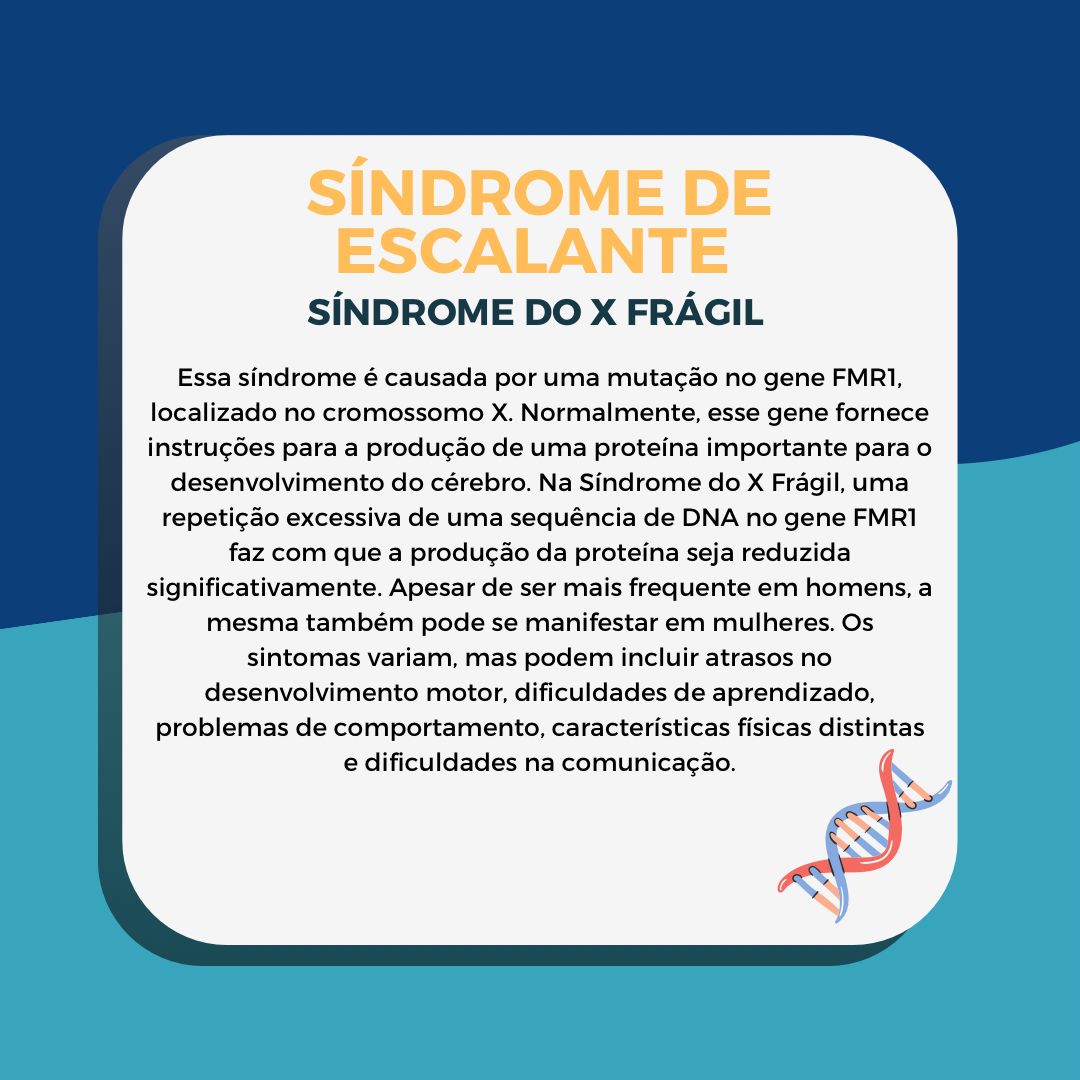 SÍNDROME DE
ESCALANTE
SÍNDROME DO X FRÁGIL
Essa síndrome é causada por uma mutação no gene FMR1,
localizado no cromossomo X. Normalmente, esse gene fornece
instruções para a produção de uma proteína importante para o
desenvolvimento do cérebro. Na Síndrome do X Frágil, uma
repetição excessiva de uma sequência de DNA no gene FMR1
faz com que a produção da proteína seja reduzida
significativamente. Apesar de ser mais frequente em homens, a
mesma também pode se manifestar em mulheres. Os
sintomas variam, mas podem incluir atrasos no
desenvolvimento motor, dificuldades de aprendizado,
problemas de comportamento, características físicas distintas
e dificuldades na comunicação.